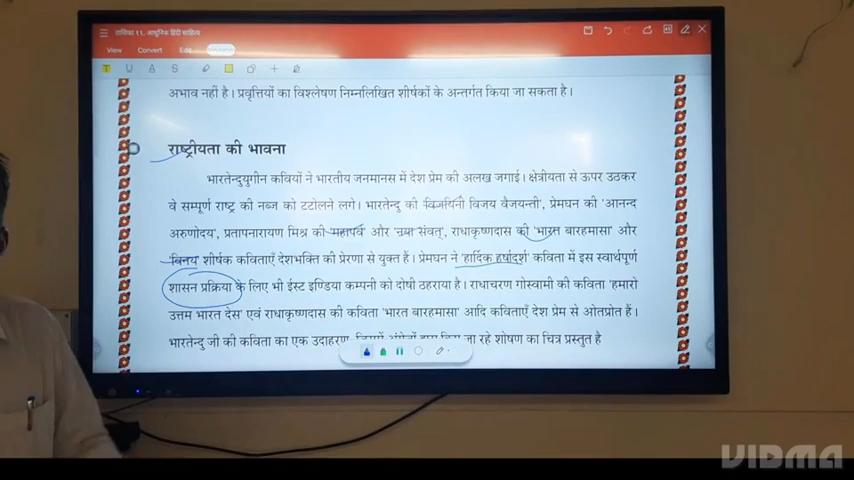 तासिका ११. आधुनिक हिंदी साहित्य
View Convert Edit
अभाव नहीं है। प्रवृत्तियों का विश्लेषण निम्नलिखित शीर्षकों के अन्तर्गत किया जा सकता है।
राष्ट्रीयता की भावना
भारतेन्दुयुगीन कवियों ने भारतीय जनमानस में देश प्रेम की अलख जगाई। क्षेत्रीयता से ऊपर उठकर
वे सम्पूर्ण राष्ट्र की नब्ज को टटोलने लगे। भारतेन्दु की विजयिनी विजय वैजयन्ती', प्रेमघन की 'आनन्द
अरुणोदय, प्रतापनारायण मिश्र की महापर्व' और 'नया संवत्', राधाकृष्णदास की 'भारत बारहमासा' और
'विनय' शीर्षक कविताएँ देशभक्ति की प्रेरणा से युक्त हैं। प्रेमघन ने 'हार्दिक हर्षादर्श' कविता में इस स्वार्थपूर्ण
शासन प्रक्रिया के लिए भी ईस्ट इण्डिया कम्पनी को दोषी ठहराया है। राधाचरण गोस्वामी की कविता 'हमारो
उत्तम भारत देस' एवं राधाकृष्णदास की कविता 'भारत बारहमासा' आदि कविताएँ देश प्रेम से ओतप्रोत हैं।
भारतेन्दु जी की कविता का एक उदाहरण, जा रहे शोषण का चित्र प्रस्तुत है
VIDMA